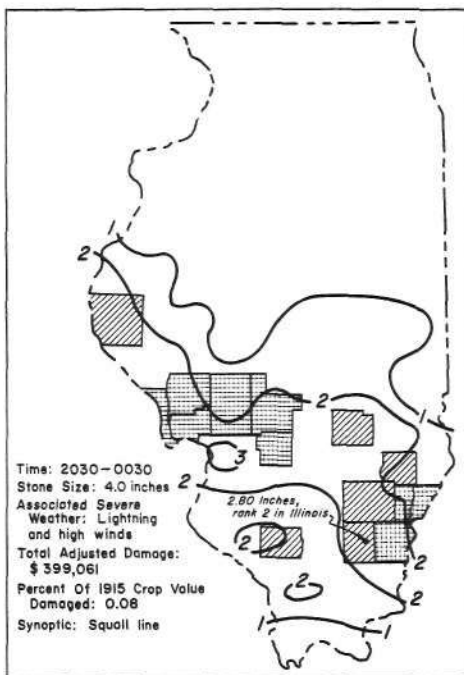 1
2
2
1
3
2
2.80 Inches,
rank 2 in Illinois
2
2
2
2
1
1
Time: 2030-0030
Stone Size: 4.0 inches
Associated Severe
Weather: Lightning
and high winds
Total Adjusted Damage:
$399,061
Percent Of 1915 Crop Value
Damaged: 0.08
Synoptic: Squall line